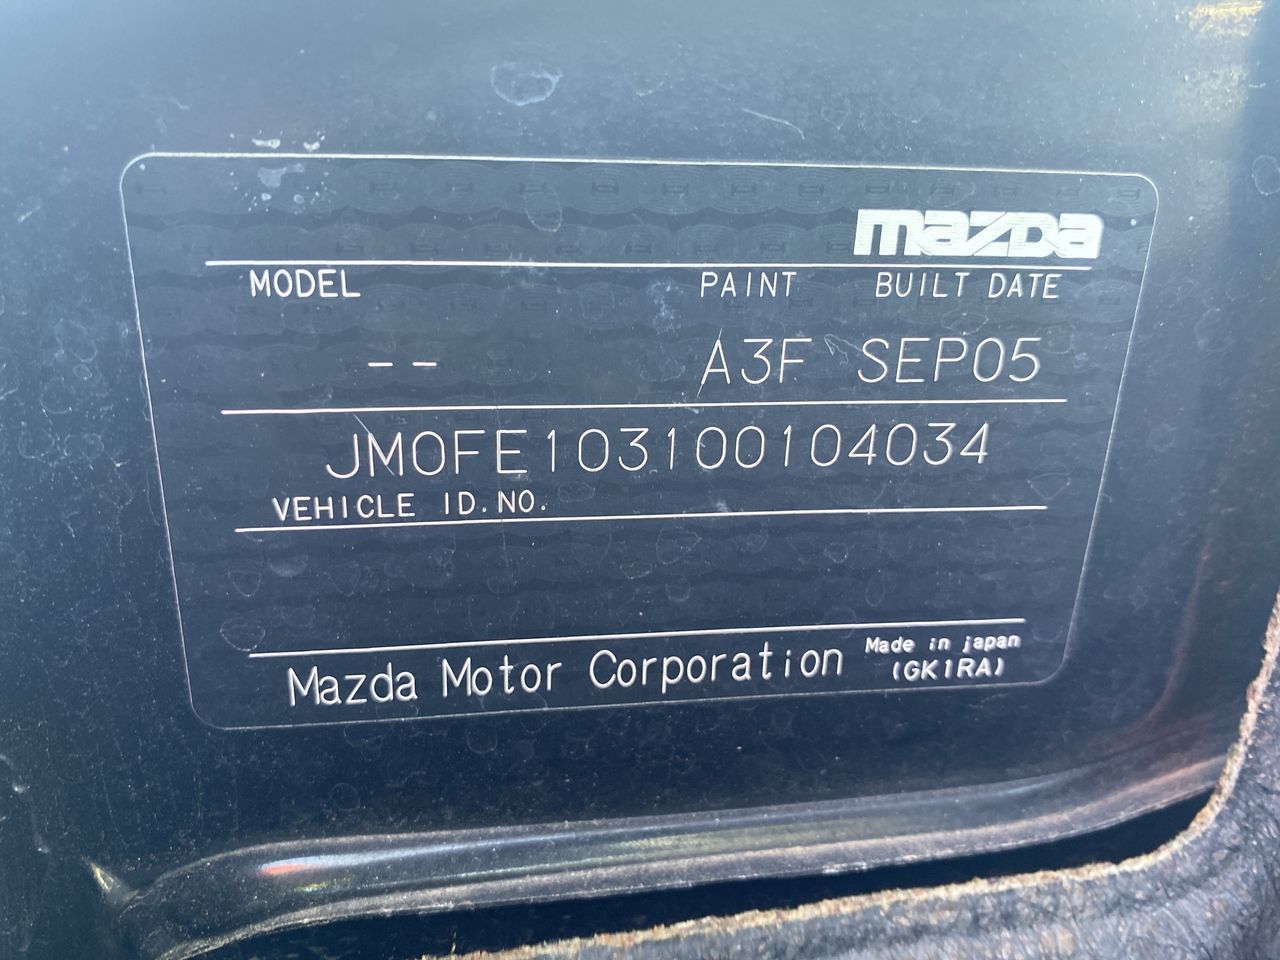 mazda
MODEL PAINT BUILT DATE
-- A3F SEP05
JM0FE103100104034
VEHICLE ID.NO.
Mazda Motor Corporation Made in japan
(GK1RA)